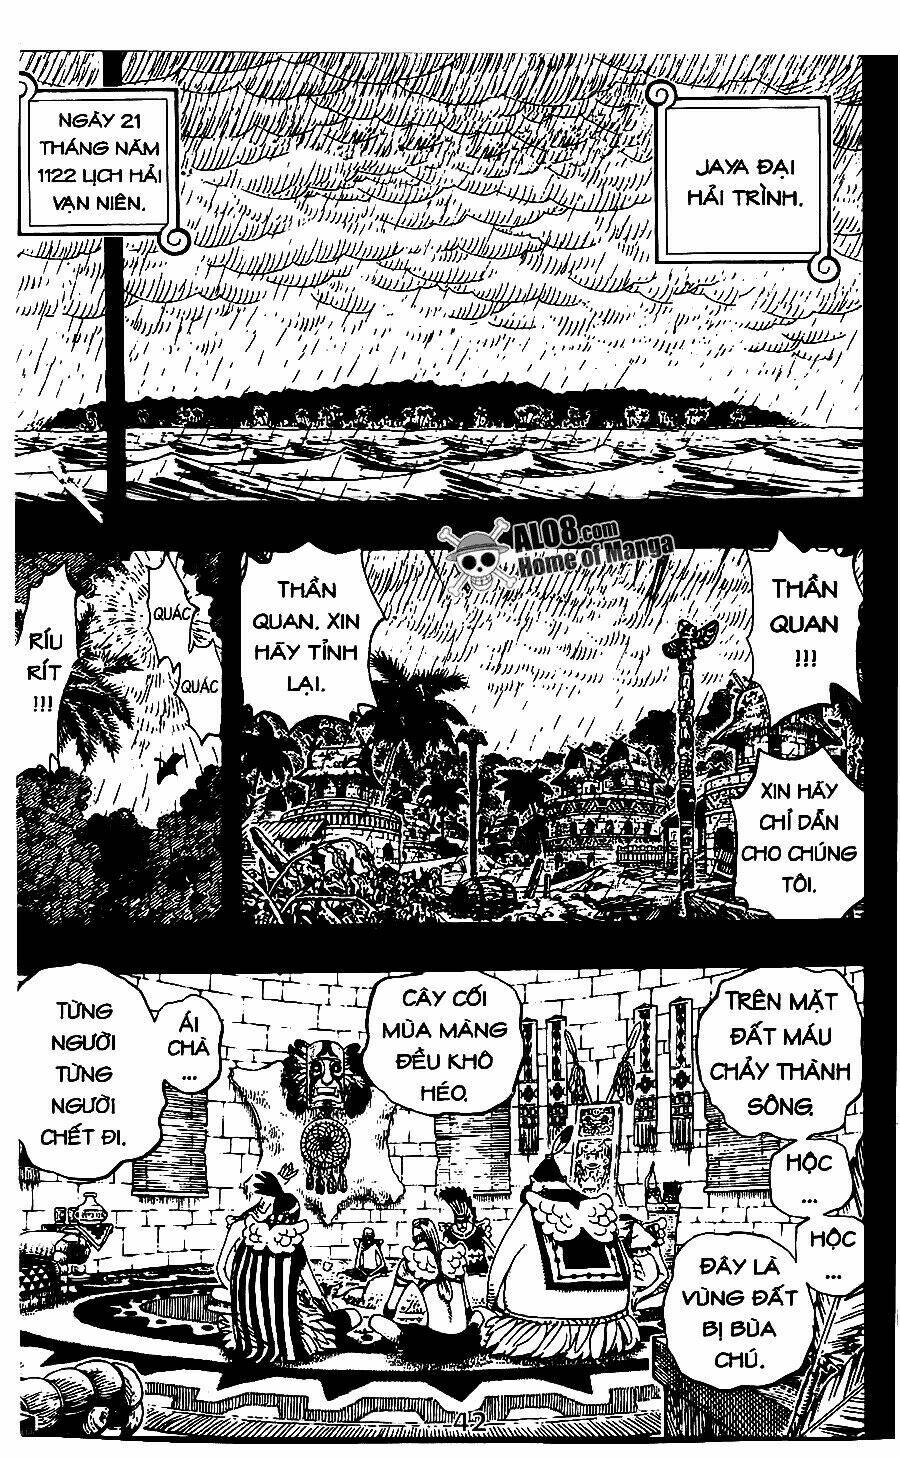 JAYA ĐẠI
HẢI TRÌNH.
NGÀY 21
THÁNG NĂM
1122 LỊCH HẢI
VẠN NIÊN.
ALO8.com
Home of Manga
THẦN
QUAN
!!!
XIN HÃY
CHỈ DẪN
CHO CHÚNG
TÔI.
THẦN
QUAN. XIN
HÃY TỈNH
LẠI.
QUÁC
QUÁC
RÍU
RÍT
!!!
TRÊN MẶT
ĐẤT MÁU
CHẢY THÀNH
SÔNG.
HỘC
...
HỘC
...
ĐÂY LÀ
VÙNG ĐẤT
BỊ BÙA
CHÚ.
CÂY CỐI
MÙA MÀNG
ĐỀU KHÔ
HÉO.
ÁI
CHÀ
...
TỪNG
NGƯỜI
TỪNG
NGƯỜI
CHẾT ĐI.
42